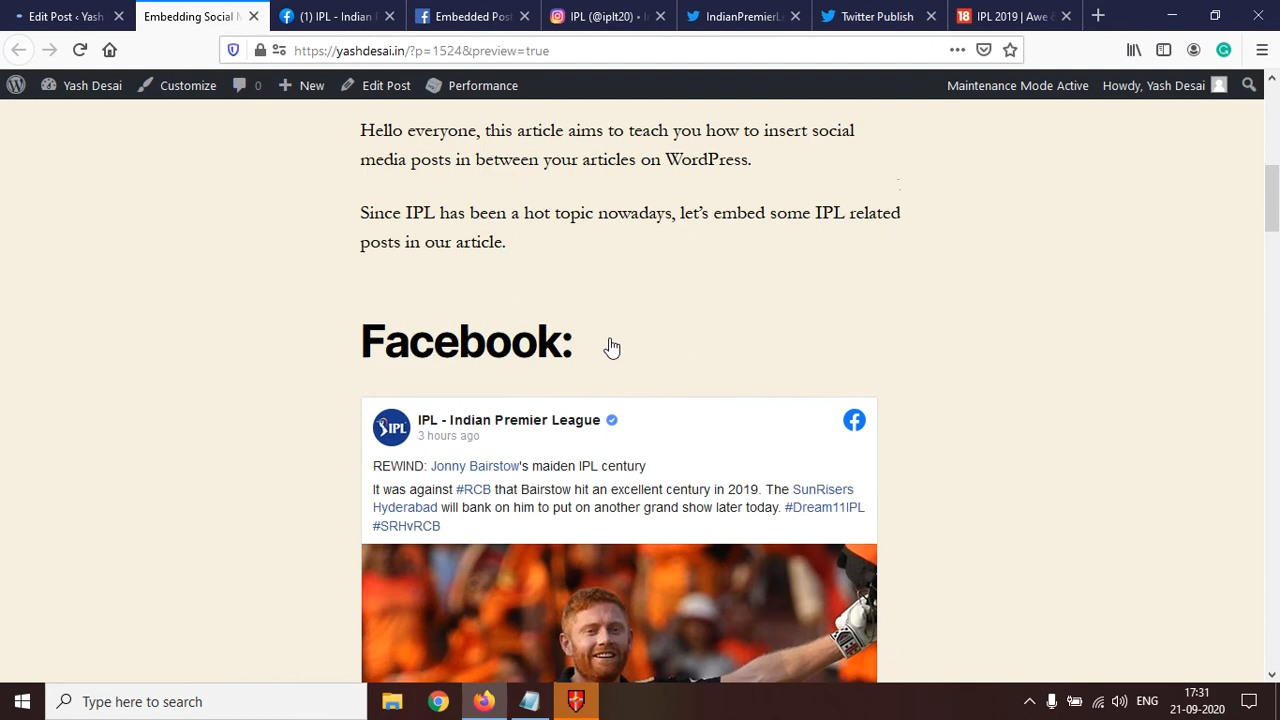 Edit Post ‹ Yash
Embedding Social M
(1) IPL - Indian P
Embedded Post
IPL (@iplt20) • I
IndianPremierL
Twitter Publish
IPL 2019 | Awe
https://yashdesai.in/?p=1524&preview=true
Yash Desai
Customize
0
New
Edit Post
Performance
Maintenance Mode Active
Howdy, Yash Desai
Hello everyone, this article aims to teach you how to insert social
media posts in between your articles on WordPress.
Since IPL has been a hot topic nowadays, let’s embed some IPL related
posts in our article.
Facebook:
IPL
IPL - Indian Premier League
3 hours ago
REWIND: Jonny Bairstow's maiden IPL century
It was against #RCB that Bairstow hit an excellent century in 2019. The SunRisers
Hyderabad will bank on him to put on another grand show later today. #Dream11IPL
#SRHvRCB
Type here to search
ENG
17:31
21-09-2020